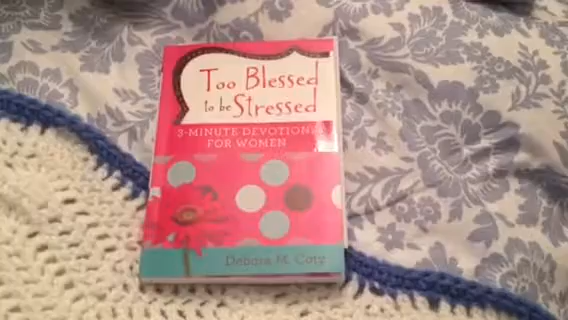 Too Blessed
to be Stressed
3-MINUTE DEVOTIONS
FOR WOMEN
Debora M. Coty